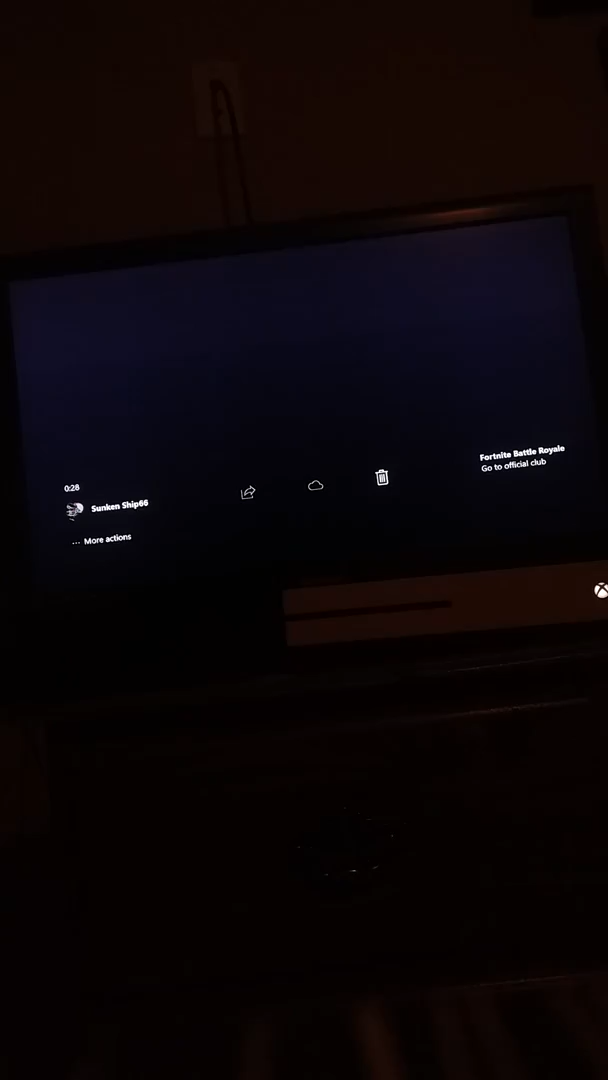 0:28
Sunken Ship66
... More actions
Fortnite Battle Royale
Go to official club